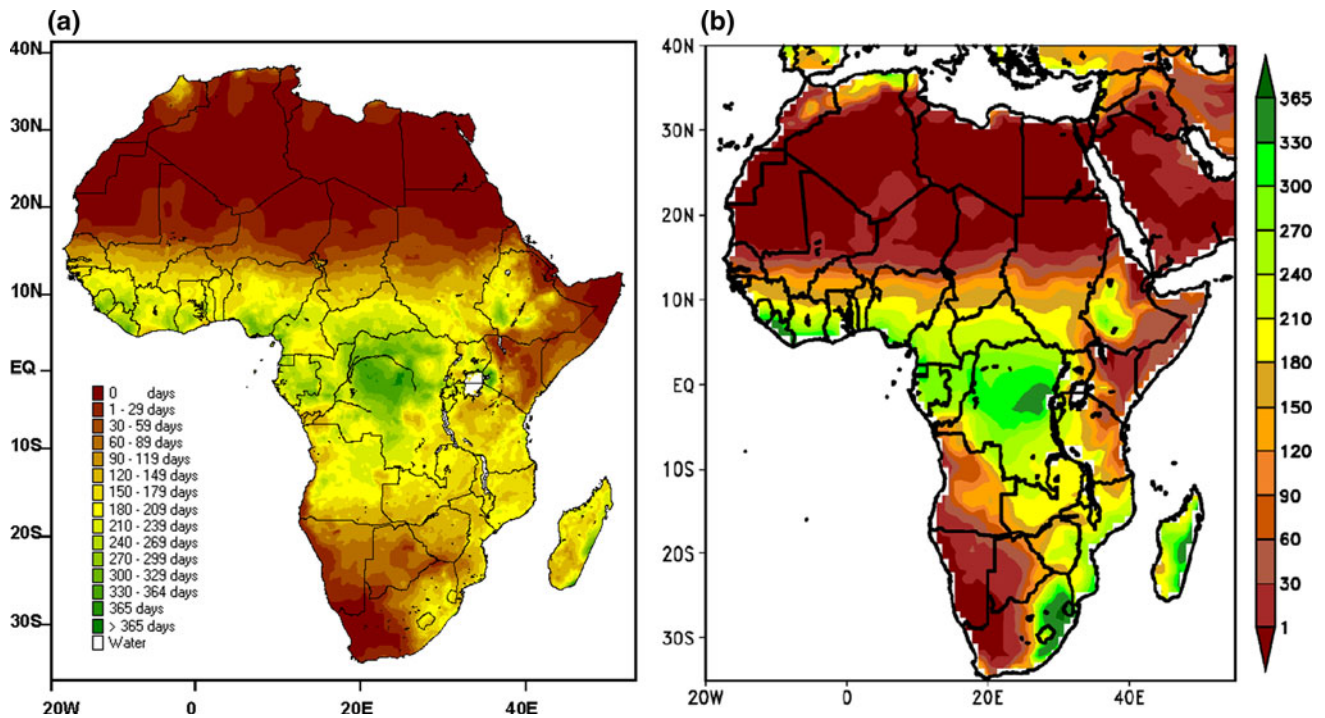 (a)
40N
30N
20N
10N
EQ
10S
20S
30S
20W 0 20E 40E
0 days
1 - 29 days
30 - 59 days
60 - 89 days
90 - 119 days
120 - 149 days
150 - 179 days
180 - 209 days
210 - 239 days
240 - 269 days
270 - 299 days
300 - 329 days
330 - 364 days
365 days
> 365 days
Water
(b)
40N
30N
20N
10N
EQ
10S
20S
30S
20W 0 20E 40E
365
330
300
270
240
210
180
150
120
90
60
30
1